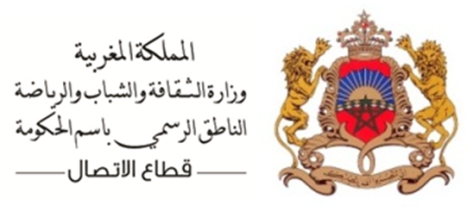 المملكة المغربية
وزارة الثقافة والشباب والرياضة
الناطق الرسمي باسم الحكومة
قطاع الاتصال